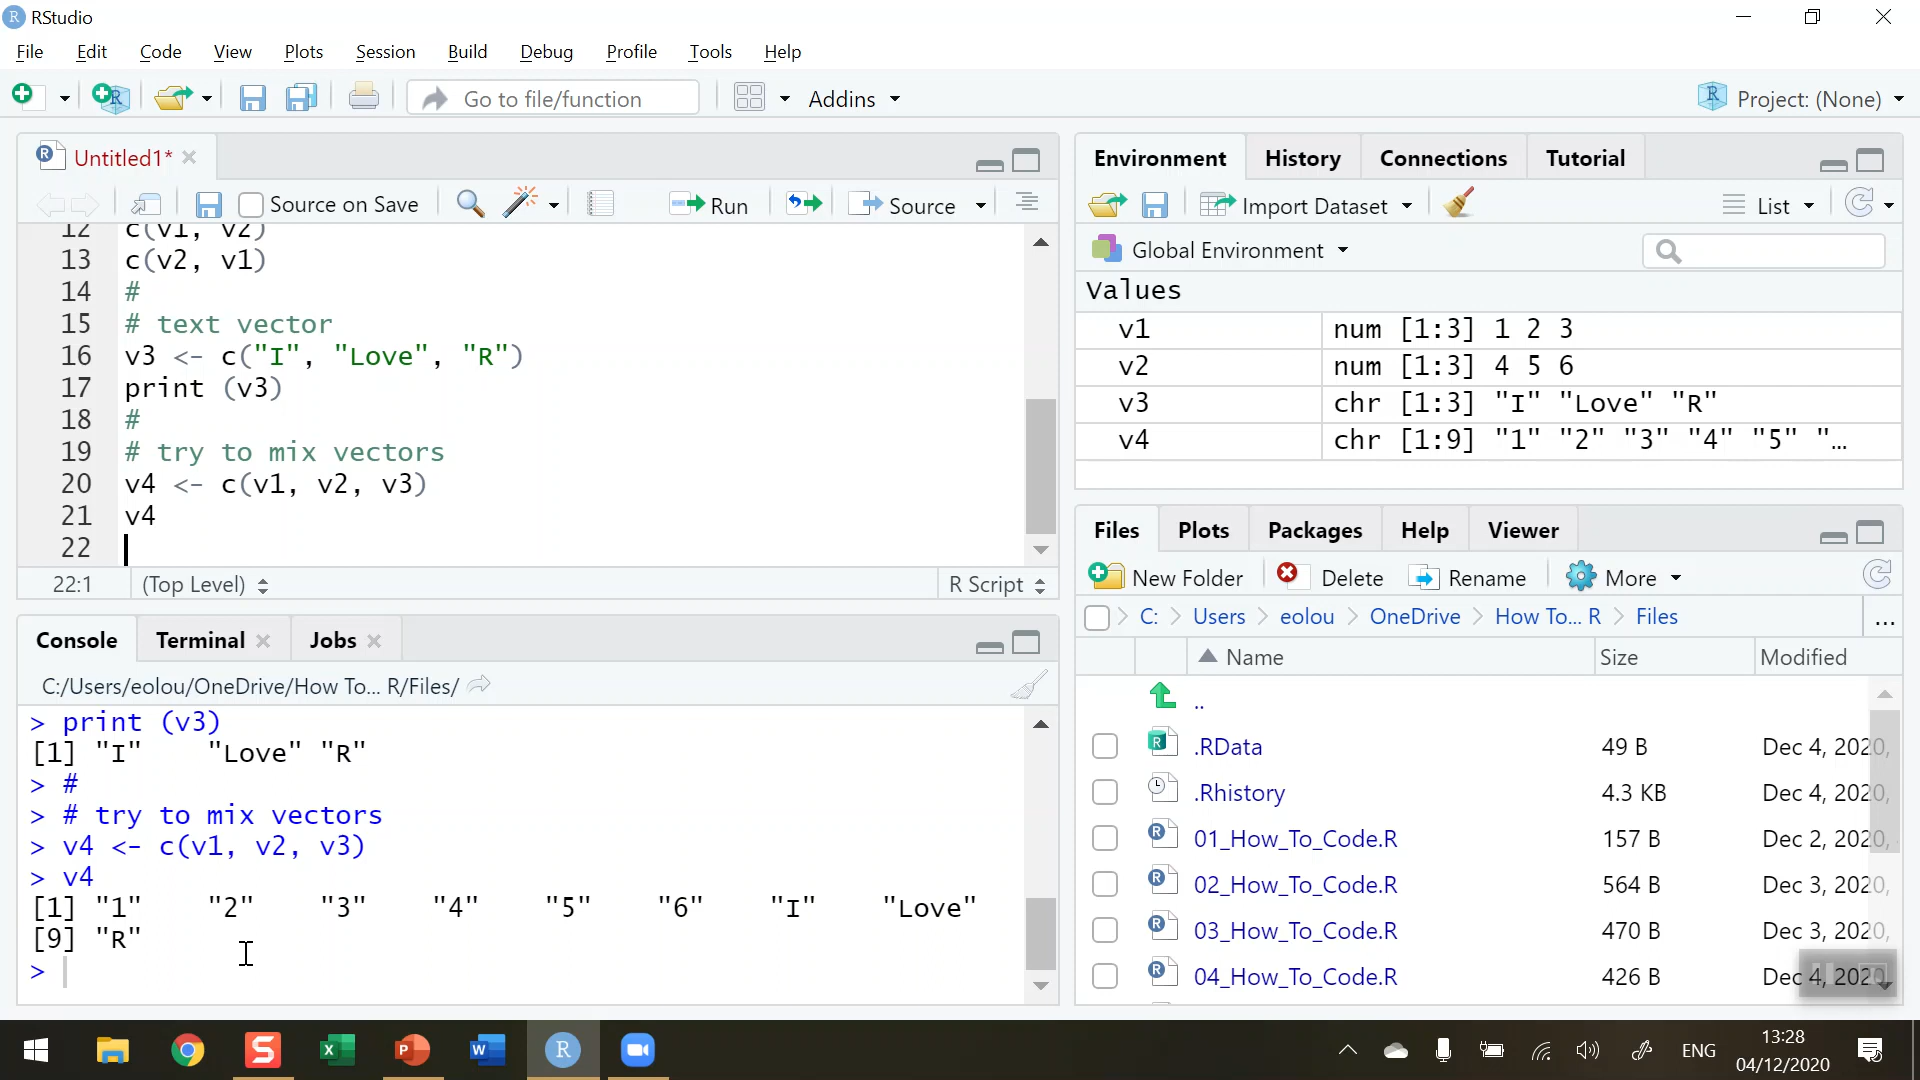 RStudio
File Edit Code View Plots Session Build Debug Profile Tools Help
Go to file/function Addins Project: (None)
Untitled1*
Source on Save Run Source
12 c(v1, v2)
13 c(v2, v1)
14 #
15 # text vector
16 v3 <- c("I", "Love", "R")
17 print (v3)
18 #
19 # try to mix vectors
20 v4 <- c(v1, v2, v3)
21 v4
22
22:1 (Top Level) R Script
Console Terminal Jobs
C:/Users/eolou/OneDrive/How To... R/Files/
> print (v3)
[1] "I"    "Love" "R"
> #
> # try to mix vectors
> v4 <- c(v1, v2, v3)
> v4
[1] "1"    "2"    "3"    "4"    "5"    "6"    "I"    "Love"
[9] "R"
>
Environment History Connections Tutorial
Import Dataset List
Global Environment
Values
v1 num [1:3] 1 2 3
v2 num [1:3] 4 5 6
v3 chr [1:3] "I" "Love" "R"
v4 chr [1:9] "1" "2" "3" "4" "5" "...
Files Plots Packages Help Viewer
New Folder Delete Rename More
C: > Users > eolou > OneDrive > How To... R > Files ...
Name Size Modified
..
.RData 49 B Dec 4, 2020,
.Rhistory 4.3 KB Dec 4, 2020,
01_How_To_Code.R 157 B Dec 2, 2020,
02_How_To_Code.R 564 B Dec 3, 2020,
03_How_To_Code.R 470 B Dec 3, 2020,
04_How_To_Code.R 426 B Dec 4, 2020,
ENG 13:28
04/12/2020